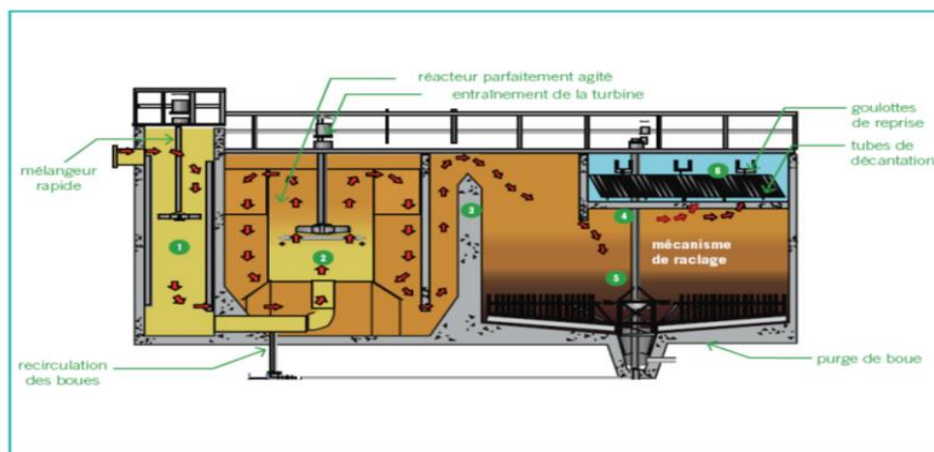 réacteur parfaitement agité
entraînement de la turbine
goulottes
de reprise
tubes de
décantation
mélangeur
rapide
6
3
4
1
2
mécanisme
de raclage
5
recirculation
des boues
purge de boue